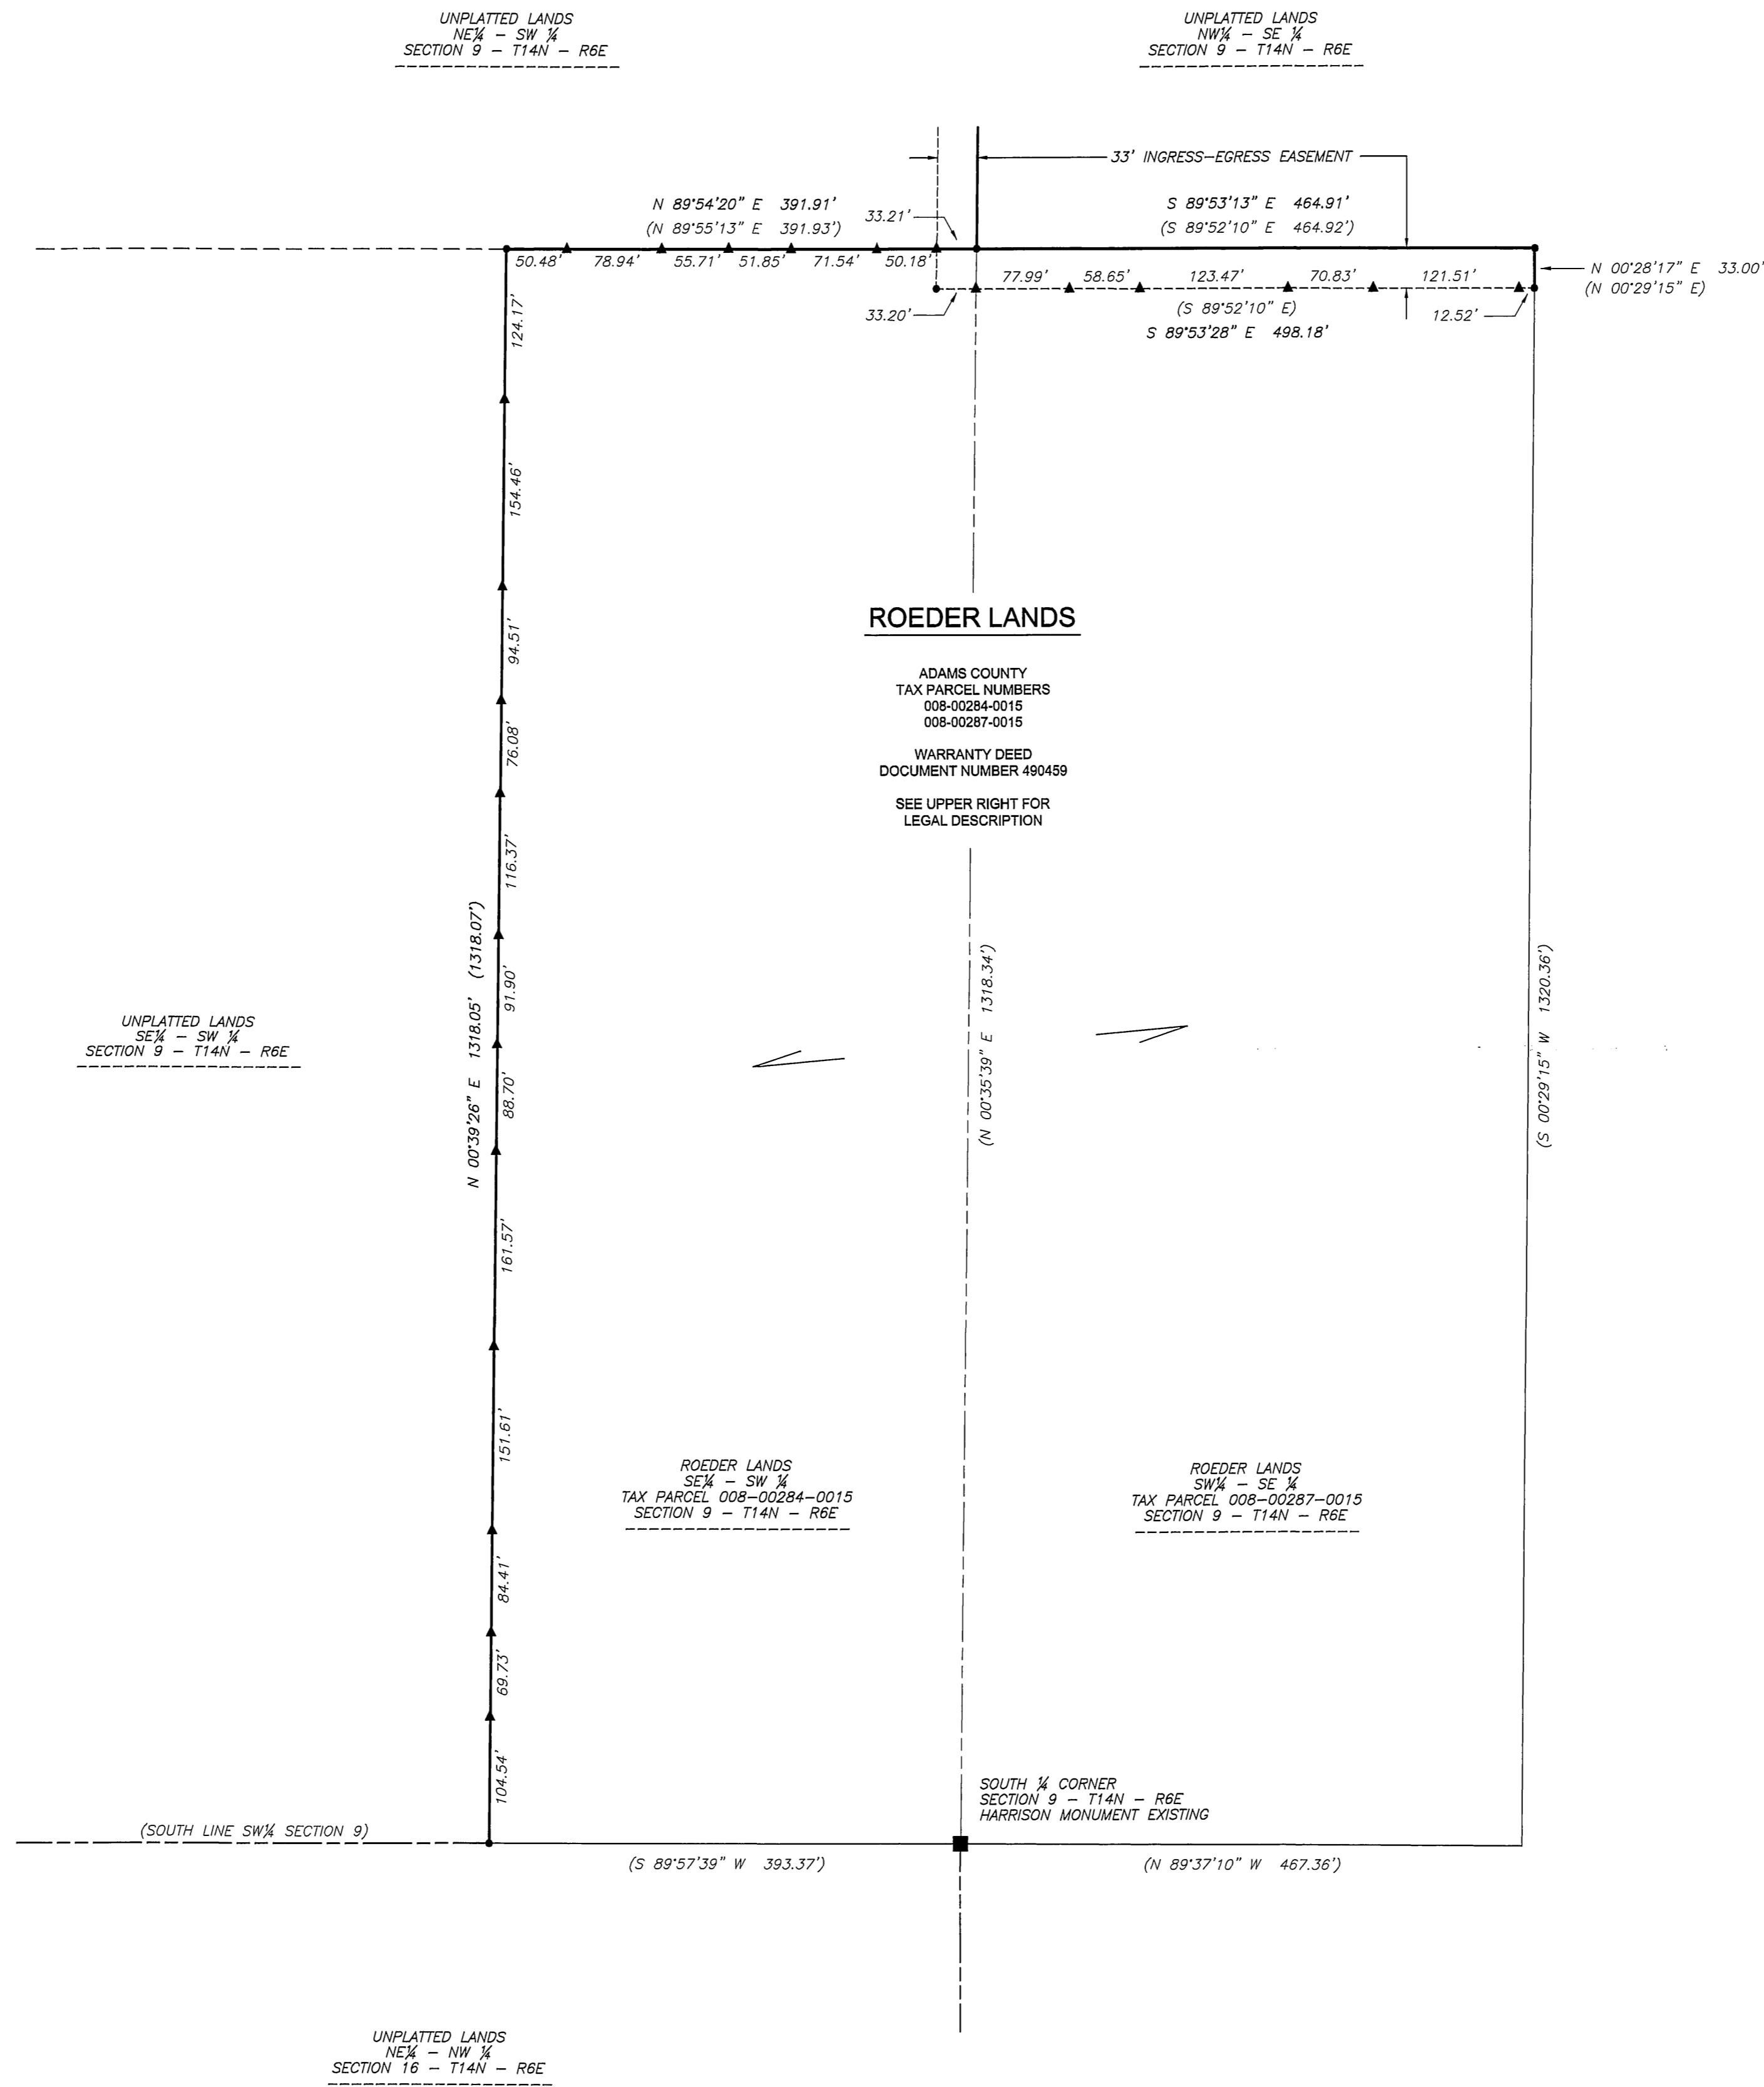 UNPLATTED LANDS
NE¼ – SW ¼
SECTION 9 – T14N – R6E
UNPLATTED LANDS
NW¼ – SE ¼
SECTION 9 – T14N – R6E
33' INGRESS–EGRESS EASEMENT
N 89°54'20" E 391.91'
(N 89°55'13" E 391.93')
33.21'
S 89°53'13" E 464.91'
(S 89°52'10" E 464.92')
50.48'
78.94'
55.71'
51.85'
71.54'
50.18'
77.99'
58.65'
123.47'
70.83'
121.51'
N 00°28'17" E 33.00'
(N 00°29'15" E)
33.20'
(S 89°52'10" E)
S 89°53'28" E 498.18'
12.52'
124.17'
154.46'
94.51'
76.08'
116.37'
91.90'
88.70'
161.57'
151.61'
84.41'
69.73'
104.54'
N 00°39'26" E 1318.05' (1318.07')
ROEDER LANDS
ADAMS COUNTY
TAX PARCEL NUMBERS
008-00284-0015
008-00287-0015
WARRANTY DEED
DOCUMENT NUMBER 490459
SEE UPPER RIGHT FOR
LEGAL DESCRIPTION
(N 00°35'39" E 1318.34')
(S 00°29'15" W 1320.36')
UNPLATTED LANDS
SE¼ – SW ¼
SECTION 9 – T14N – R6E
ROEDER LANDS
SE¼ – SW ¼
TAX PARCEL 008–00284–0015
SECTION 9 – T14N – R6E
ROEDER LANDS
SW¼ – SE ¼
TAX PARCEL 008–00287–0015
SECTION 9 – T14N – R6E
SOUTH ¼ CORNER
SECTION 9 – T14N – R6E
HARRISON MONUMENT EXISTING
(SOUTH LINE SW¼ SECTION 9)
(S 89°57'39" W 393.37')
(N 89°37'10" W 467.36')
UNPLATTED LANDS
NE¼ – NW ¼
SECTION 16 – T14N – R6E